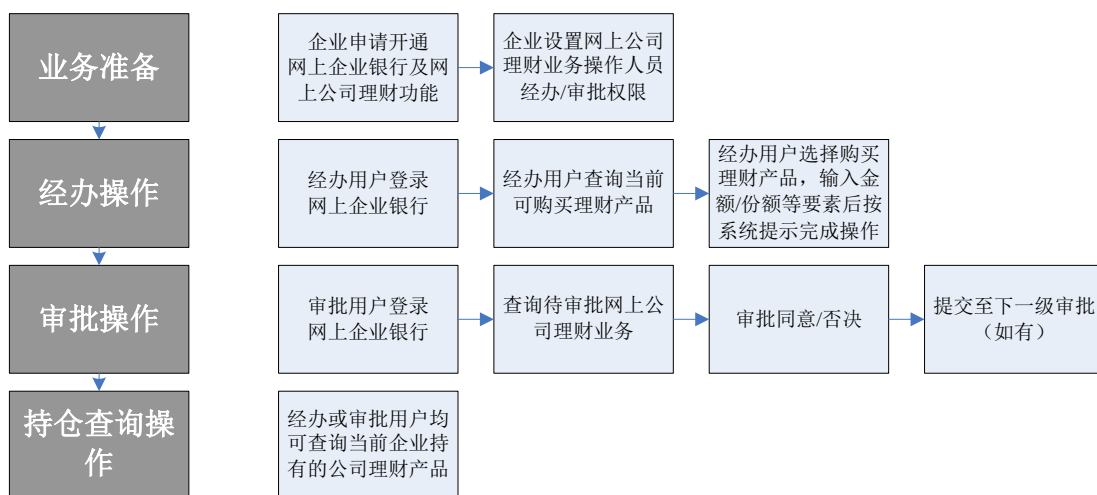 业务准备
企业申请开通
网上企业银行及网
上公司理财功能
企业设置网上公司
理财业务操作人员
经办/审批权限
经办操作
经办用户登录
网上企业银行
经办用户查询当前
可购买理财产品
经办用户选择购买
理财产品，输入金
额/份额等要素后按
系统提示完成操作
审批操作
审批用户登录
网上企业银行
查询待审批网上公
司理财业务
审批同意/否决
提交至下一级审批
（如有）
持仓查询操
作
经办或审批用户均
可查询当前企业持
有的公司理财产品